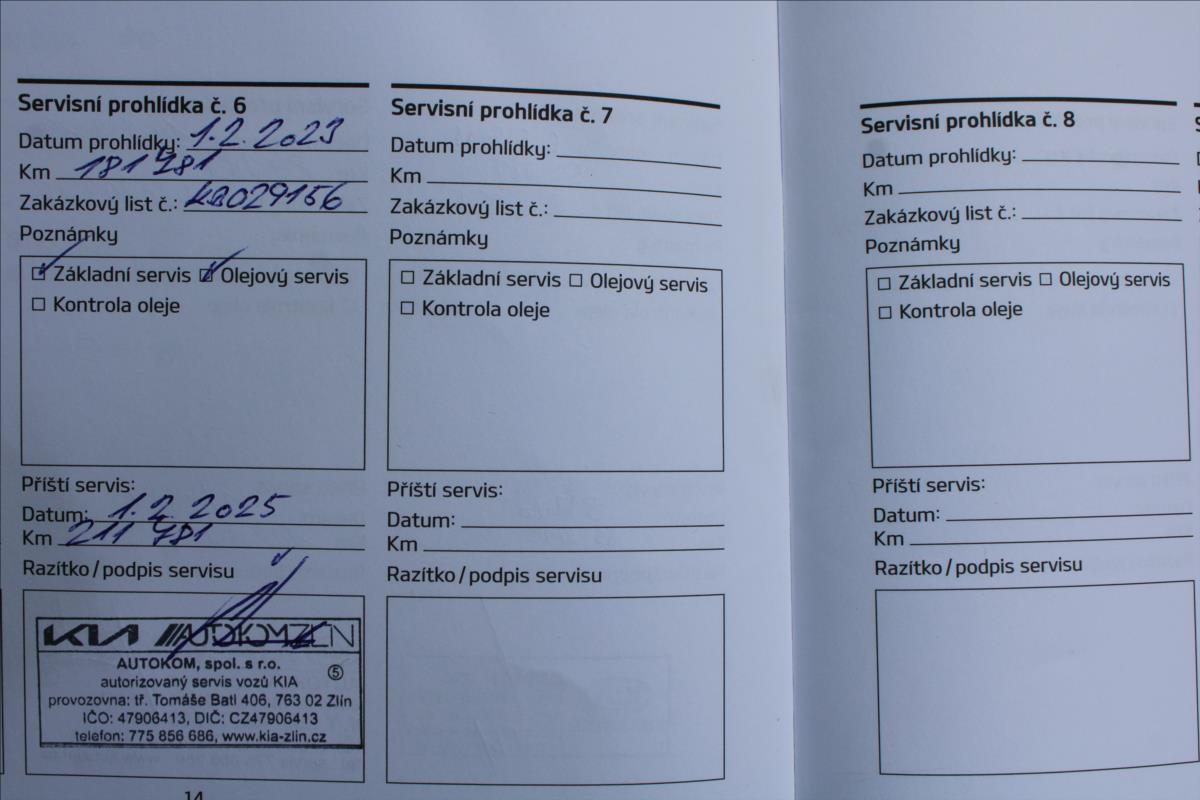 Servisní prohlídka č. 6
Datum prohlídky: 1.2.2023
Km 181 781
Zakázkový list č.:
Poznámky
Základní servis Olejový servis
Kontrola oleje
Příští servis:
Datum: 1.2.2025
Km 211 781
Razítko / podpis servisu
KIA AUTOKOM ZLÍN
AUTOKOM, spol. s r.o.
autorizovaný servis vozů KIA 5
provozovna: tř. Tomáše Bati 406, 763 02 Zlín
IČO: 47906413, DIČ: CZ47906413
telefon: 775 856 686, www.kia-zlin.cz
14
Servisní prohlídka č. 7
Datum prohlídky:
Km
Zakázkový list č.:
Poznámky
Základní servis Olejový servis
Kontrola oleje
Příští servis:
Datum:
Km
Razítko / podpis servisu
Servisní prohlídka č. 8
Datum prohlídky:
Km
Zakázkový list č.:
Poznámky
Základní servis Olejový servis
Kontrola oleje
Příští servis:
Datum:
Km
Razítko / podpis servisu